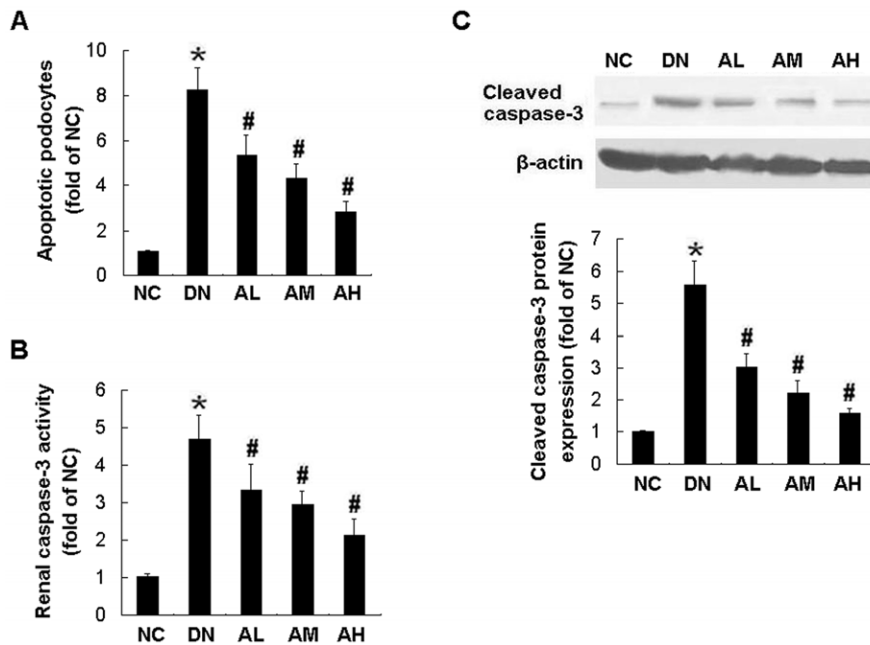 A
Apoptotic podocytes
(fold of NC)
10
8
6
4
2
0
*
#
#
#
NC DN AL AM AH
B
Renal caspase-3 activity
(fold of NC)
6
5
4
3
2
1
0
*
#
#
#
NC DN AL AM AH
C
NC DN AL AM AH
Cleaved
caspase-3
β-actin
Cleaved caspase-3 protein
expression (fold of NC)
7
6
5
4
3
2
1
0
*
#
#
#
NC DN AL AM AH